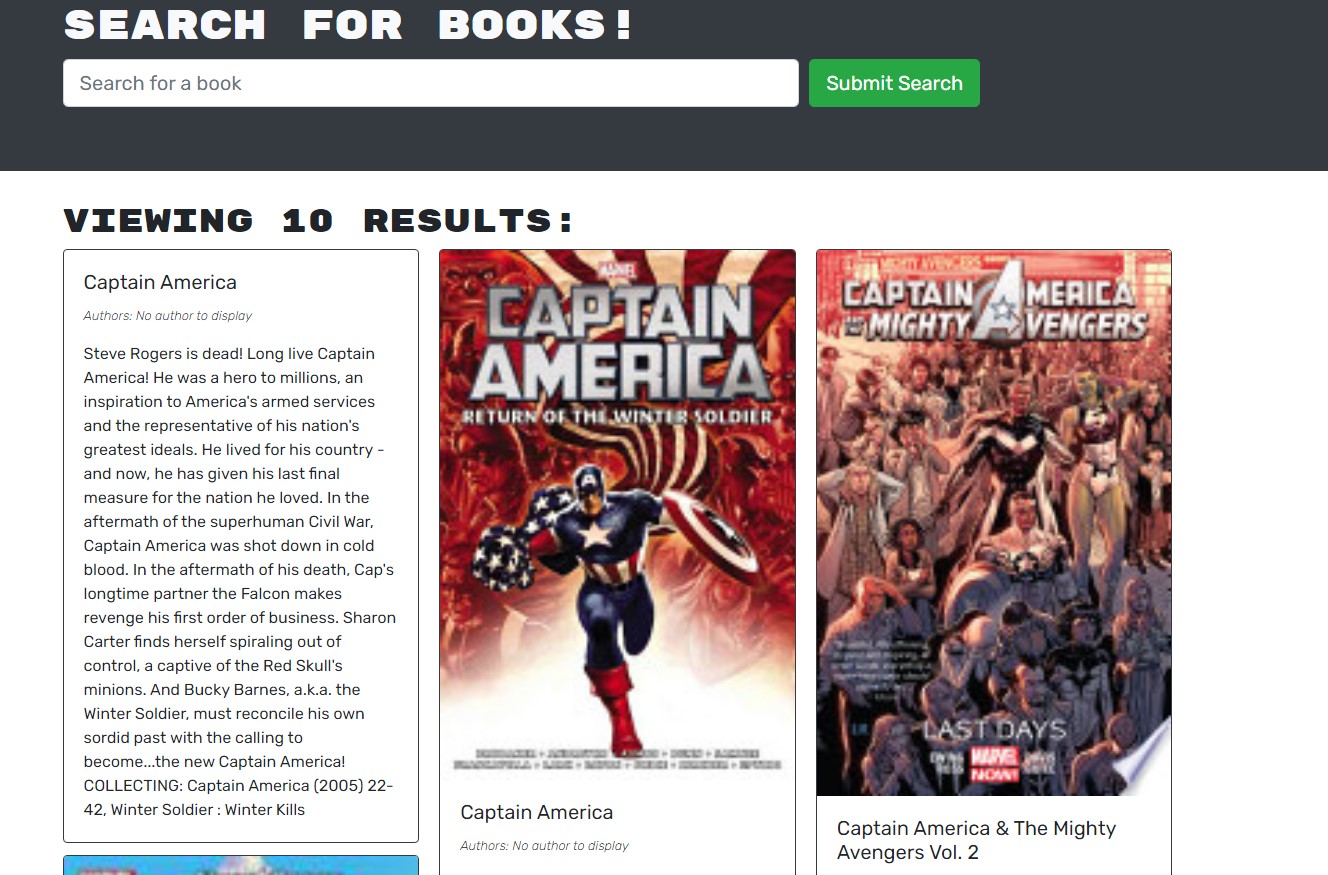 SEARCH FOR BOOKS!
Search for a book
Submit Search
VIEWING 10 RESULTS:
Captain America
Authors: No author to display
Steve Rogers is dead! Long live Captain
America! He was a hero to millions, an
inspiration to America's armed services
and the representative of his nation's
greatest ideals. He lived for his country -
and now, he has given his last final
measure for the nation he loved. In the
aftermath of the superhuman Civil War,
Captain America was shot down in cold
blood. In the aftermath of his death, Cap's
longtime partner the Falcon makes
revenge his first order of business. Sharon
Carter finds herself spiraling out of
control, a captive of the Red Skull's
minions. And Bucky Barnes, a.k.a. the
Winter Soldier, must reconcile his own
sordid past with the calling to
become...the new Captain America!
COLLECTING: Captain America (2005) 22-
42, Winter Soldier : Winter Kills
MARVEL
CAPTAIN
AMERICA
RETURN OF THE WINTER SOLDIER
Captain America
Authors: No author to display
MIGHTY AVENGERS
CAPTAIN AMERICA
AND THE MIGHTY AVENGERS
LAST DAYS
MARVEL
NOW!
Captain America & The Mighty
Avengers Vol. 2